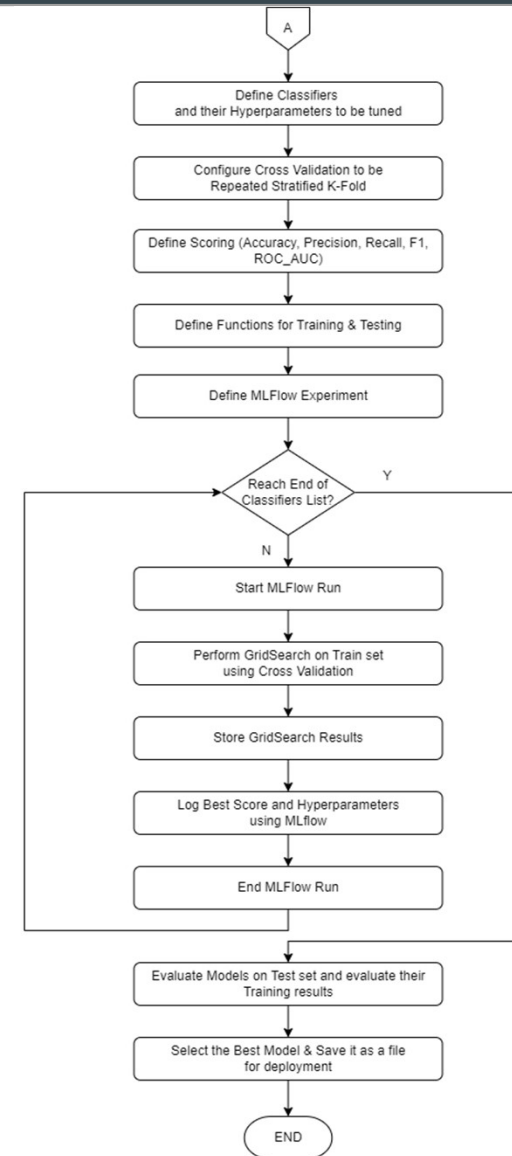 A
Define Classifiers
and their Hyperparameters to be tuned
Configure Cross Validation to be
Repeated Stratified K-Fold
Define Scoring (Accuracy, Precision, Recall, F1,
ROC_AUC)
Define Functions for Training & Testing
Define MLFlow Experiment
Reach End of
Classifiers List?
Y
N
Start MLFlow Run
Perform GridSearch on Train set
using Cross Validation
Store GridSearch Results
Log Best Score and Hyperparameters
using MLflow
End MLFlow Run
Evaluate Models on Test set and evaluate their
Training results
Select the Best Model & Save it as a file
for deployment
END